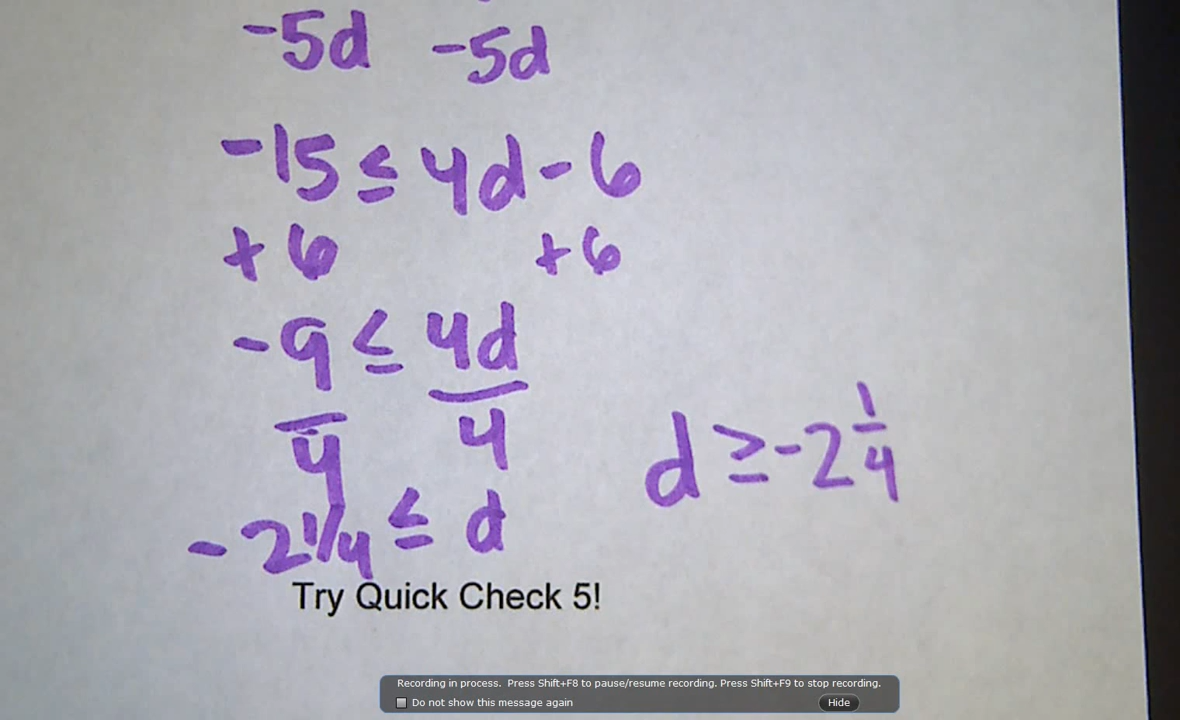 -5d -5d
-15 ≤ 4d - 6
+ 6 + 6
-9 ≤ 4d
4 4
d ≥ -2 1/4
-2 1/4 ≤ d
Try Quick Check 5!
Recording in process. Press Shift+F8 to pause/resume recording. Press Shift+F9 to stop recording.
Do not show this message again Hide